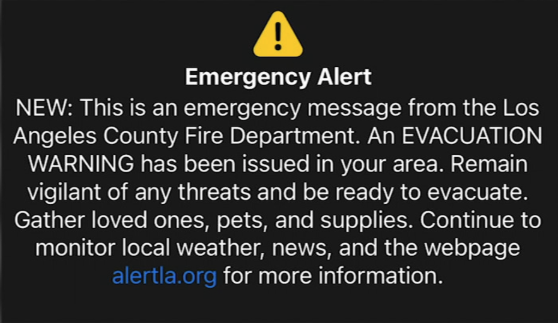 Emergency Alert
NEW: This is an emergency message from the Los
Angeles County Fire Department. An EVACUATION
WARNING has been issued in your area. Remain
vigilant of any threats and be ready to evacuate.
Gather loved ones, pets, and supplies. Continue to
monitor local weather, news, and the webpage
alertla.org for more information.